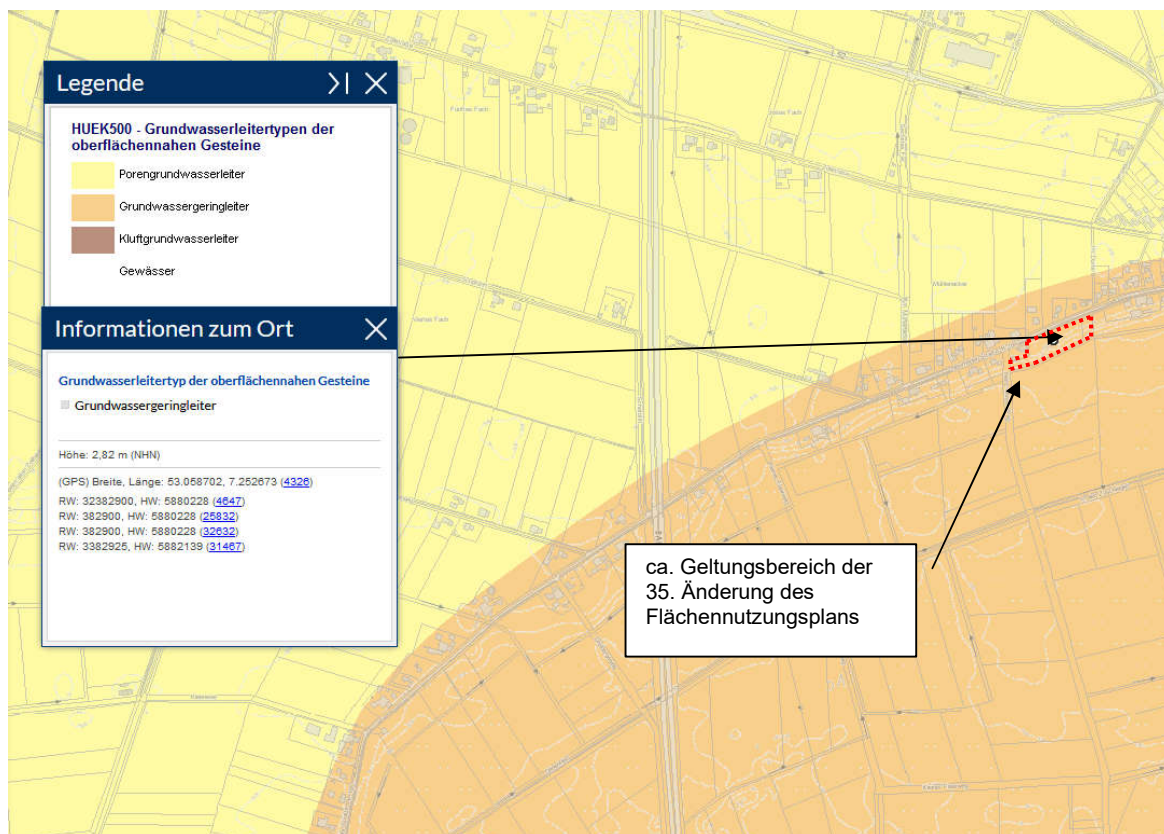 Legende
HUEK500 - Grundwasserleitertypen der
oberflächennahen Gesteine
Porengrundwasserleiter
Grundwassergeringleiter
Kluftgrundwasserleiter
Gewässer
Informationen zum Ort
Grundwasserleitertyp der oberflächennahen Gesteine
Grundwassergeringleiter
Höhe: 2,82 m (NHN)
(GPS) Breite, Länge: 53.058702, 7.252673 (4326)
RW: 32382900, HW: 5880228 (4647)
RW: 382900, HW: 5880228 (25832)
RW: 382900, HW: 5880228 (32632)
RW: 3382925, HW: 5882139 (31467)
ca. Geltungsbereich der
35. Änderung des
Flächennutzungsplans